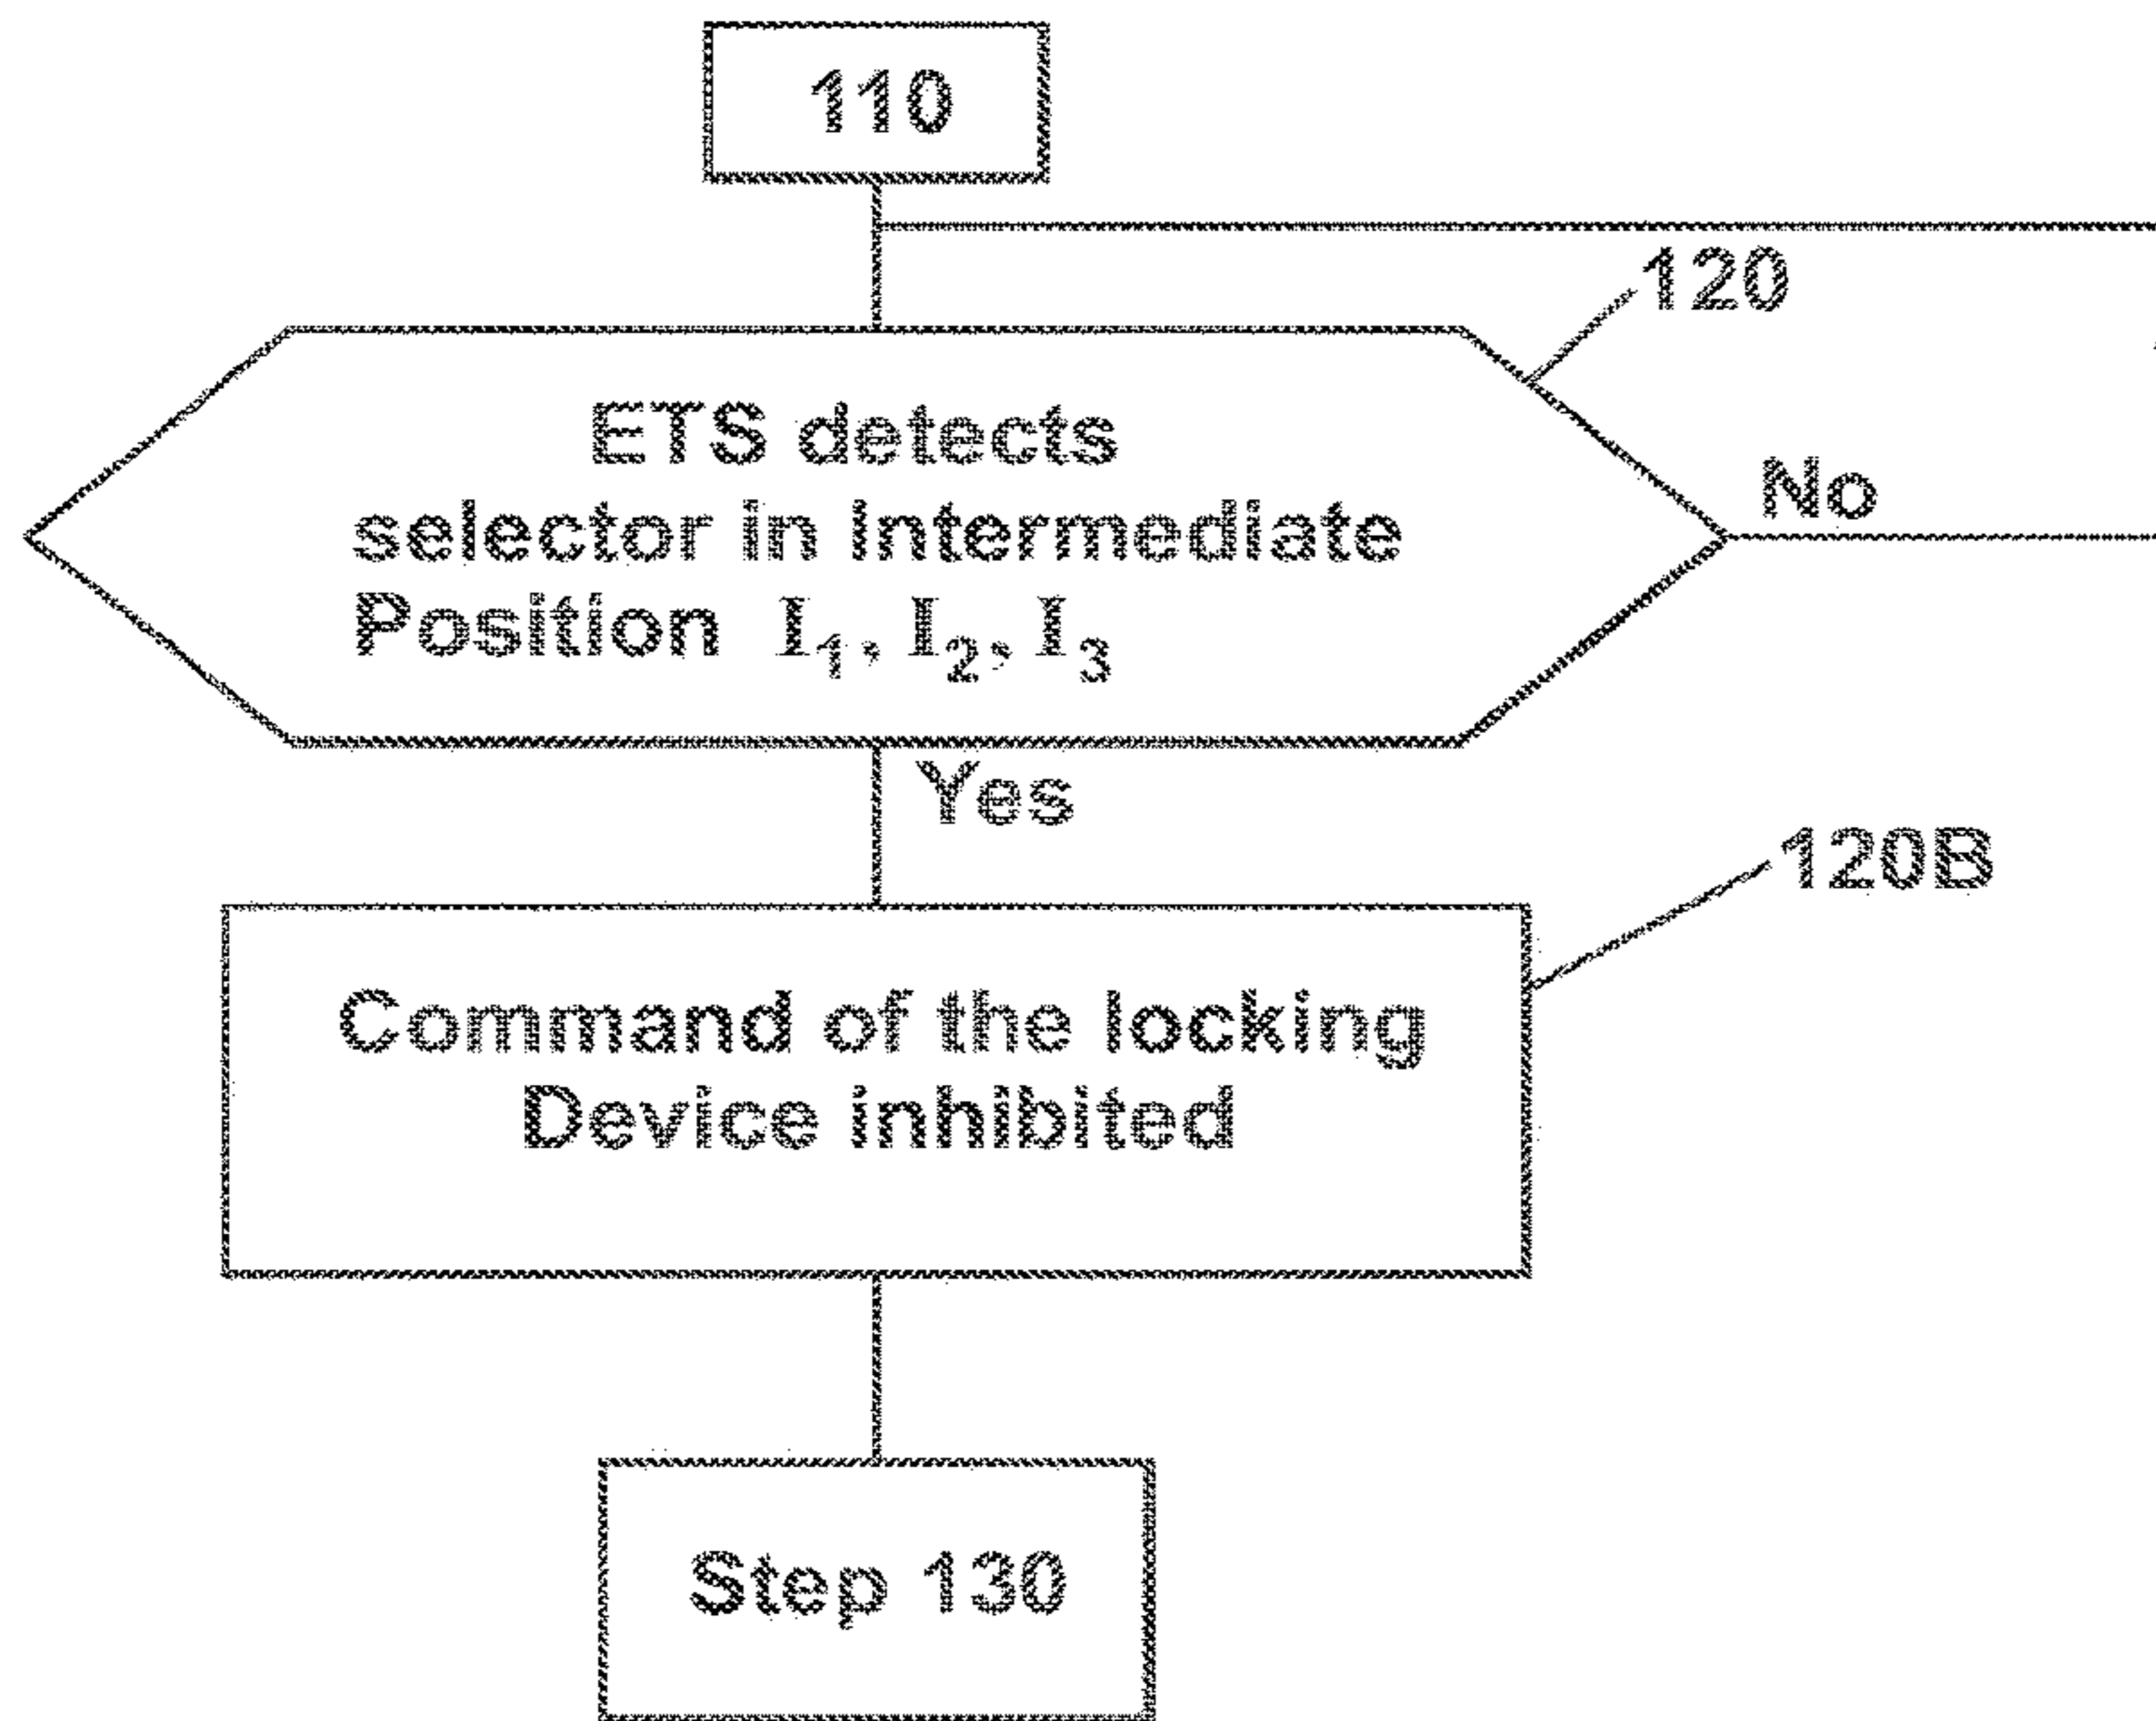 110
120
ETS detects
selector in intermediate
Position I₁, I₂, I₃
No
Yes
120B
Command of the locking
Device inhibited
Step 130